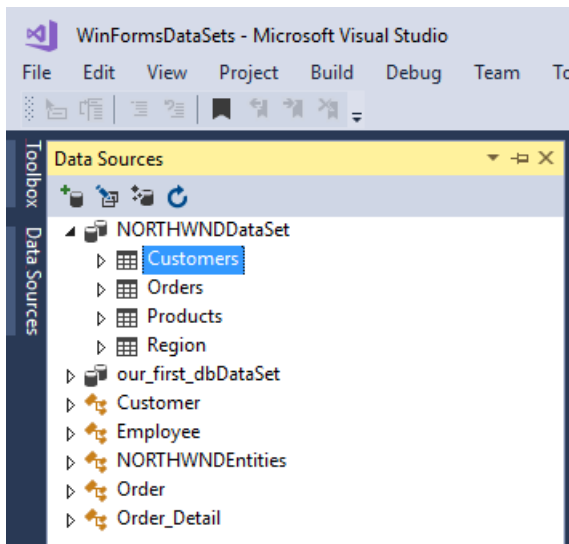 WinFormsDataSets - Microsoft Visual Studio
File Edit View Project Build Debug Team
Toolbox
Data Sources
Data Sources
NORTHWNDDataSet
Customers
Orders
Products
Region
our_first_dbDataSet
Customer
Employee
NORTHWNDEntities
Order
Order_Detail